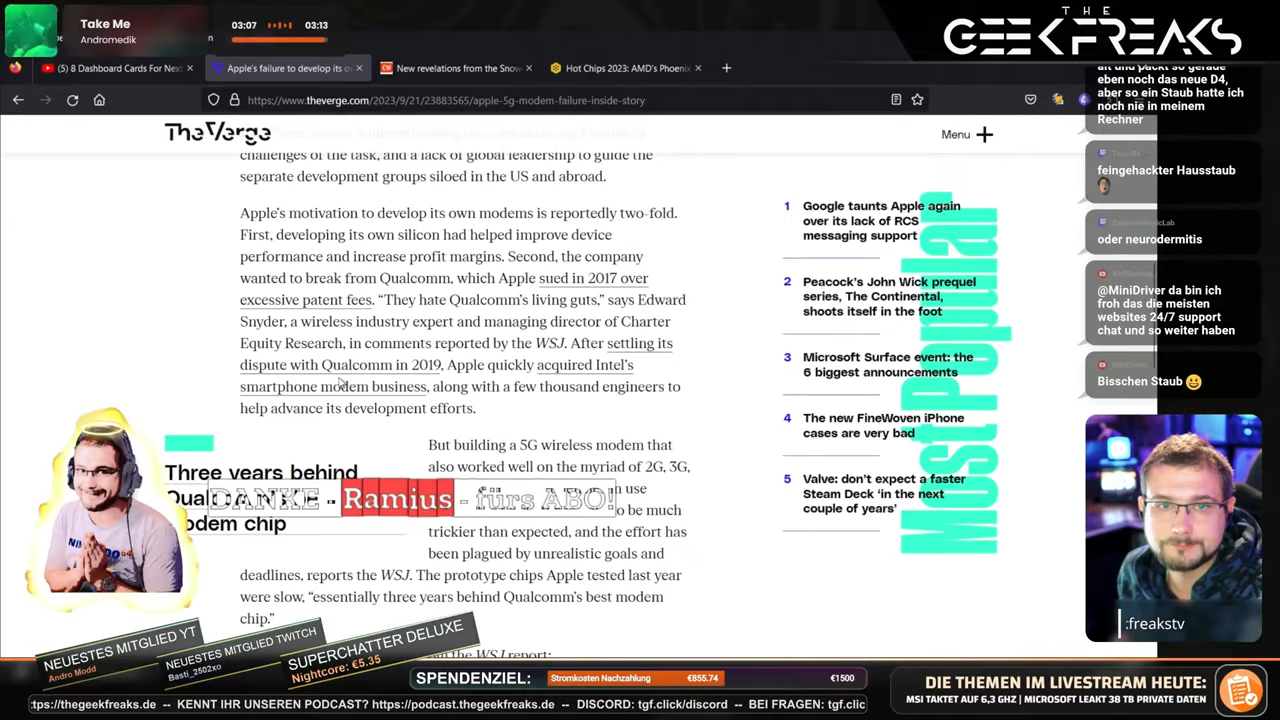 Take Me
Andromedik
03:07
03:13
THE
GEEKFREAKS
(5) 8 Dashboard Cards For Nex
Apple's failure to develop its o
New revelations from the Snow
Hot Chips 2023: AMD's Phoenix
https://www.theverge.com/2023/9/21/23883565/apple-5g-modem-failure-inside-story
The Verge
Menu
challenges of the task, and a lack of global leadership to guide the
separate development groups siloed in the US and abroad.
Apple's motivation to develop its own modems is reportedly two-fold.
First, developing its own silicon had helped improve device
performance and increase profit margins. Second, the company
wanted to break from Qualcomm, which Apple sued in 2017 over
excessive patent fees. “They hate Qualcomm's living guts,” says Edward
Snyder, a wireless industry expert and managing director of Charter
Equity Research, in comments reported by the WSJ. After settling its
dispute with Qualcomm in 2019, Apple quickly acquired Intel's
smartphone modem business, along with a few thousand engineers to
help advance its development efforts.
Three years behind
modem chip
But building a 5G wireless modem that
also worked well on the myriad of 2G, 3G,
n use
o be much
trickier than expected, and the effort has
been plagued by unrealistic goals and
deadlines, reports the WSJ. The prototype chips Apple tested last year
were slow, “essentially three years behind Qualcomm's best modem
chip.”
the WSJ report:
DANKE - Ramius - fürs ABO!
Most Popular
1 Google taunts Apple again
over its lack of RCS
messaging support
2 Peacock's John Wick prequel
series, The Continental,
shoots itself in the foot
3 Microsoft Surface event: the
6 biggest announcements
4 The new FineWoven iPhone
cases are very bad
5 Valve: don't expect a faster
Steam Deck ‘in the next
couple of years’
alt und packt so gerade
eben noch das neue D4,
aber so ein Staub hatte ich
noch nie in meinem
Rechner
feingehackter Hausstaub
oder neurodermitis
@MiniDriver da bin ich
froh das die meisten
websites 24/7 support
chat und so weiter haben
MiniDriver
Bisschen Staub
:freakstv
NEUESTES MITGLIED YT
Andro Modd
NEUESTES MITGLIED TWITCH
Basti_2502xo
SUPERCHATTER DELUXE
Nightcore: €5.35
SPENDENZIEL:
Stromkosten Nachzahlung
€855.74
€1500
DIE THEMEN IM LIVESTREAM HEUTE:
MSI TAKTET AUF 6,3 GHZ | MICROSOFT LEAKT 38 TB PRIVATE DATEN
ttps://thegeekfreaks.de -- KENNT IHR UNSEREN PODCAST? https://podcast.thegeekfreaks.de -- DISCORD: tgf.click/discord -- BEI FRAGEN: tgf.clic